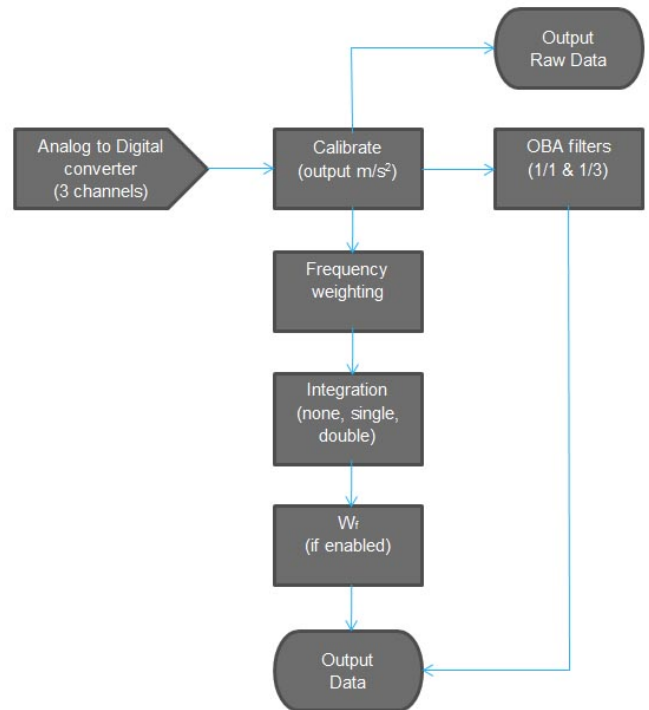 Output
Raw Data
Analog to Digital
converter
(3 channels)
Calibrate
(output m/s²)
OBA filters
(1/1 & 1/3)
Frequency
weighting
Integration
(none, single,
double)
Wf
(if enabled)
Output
Data